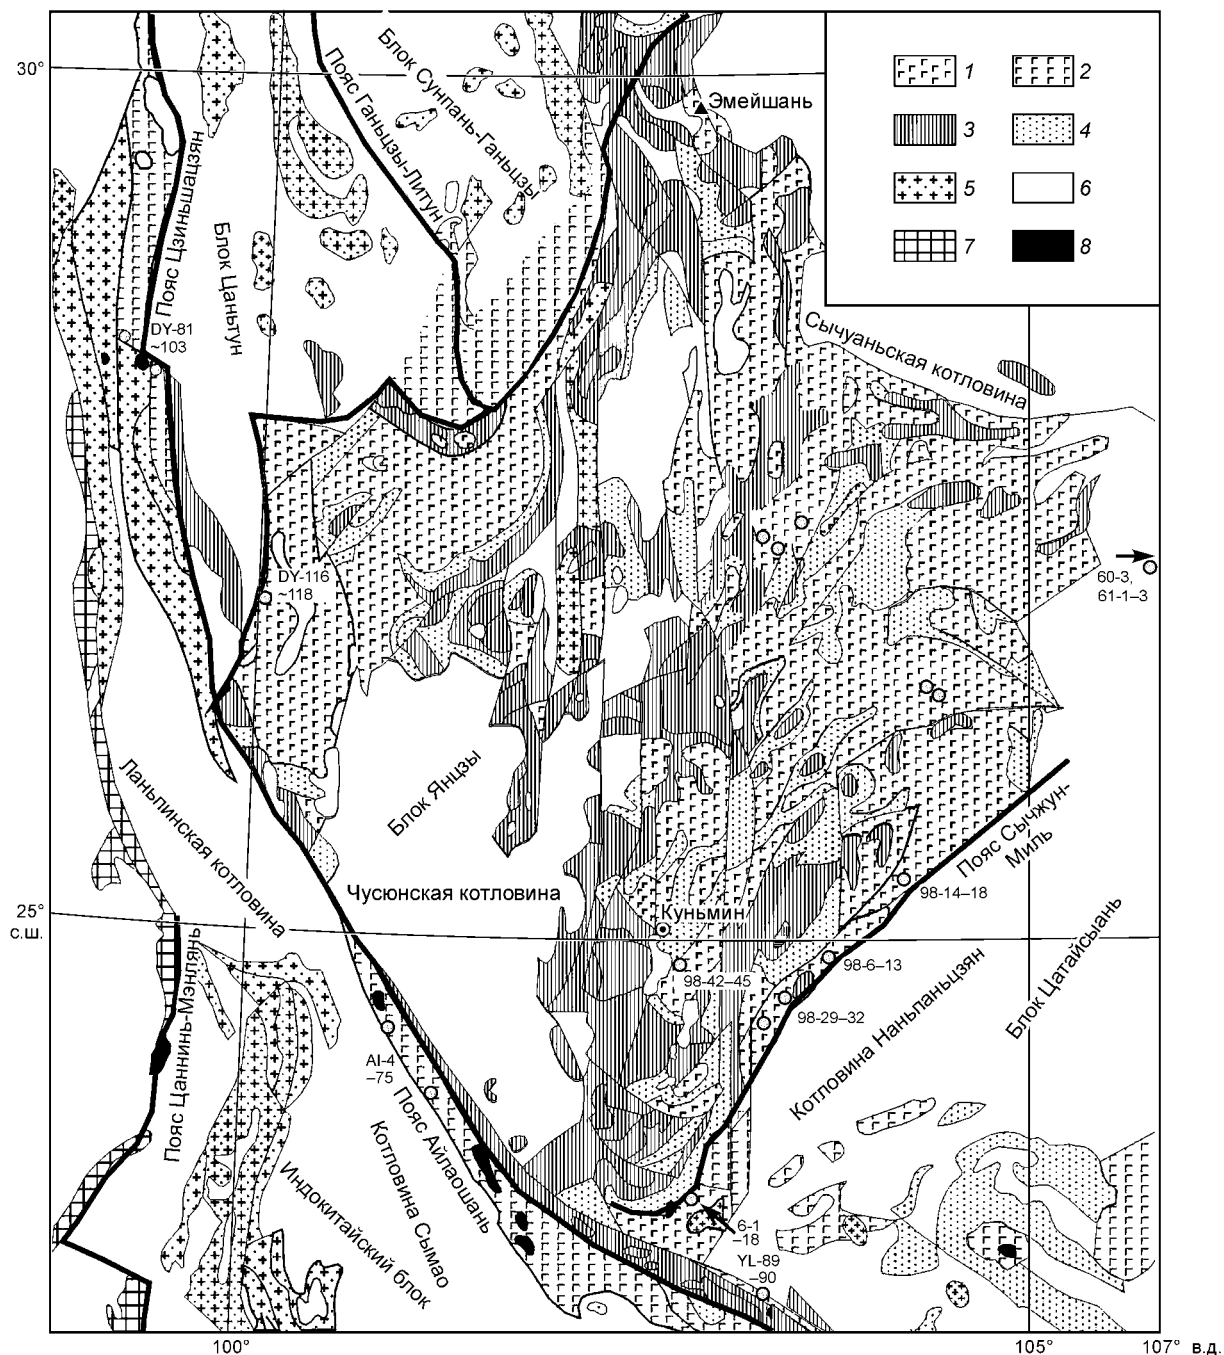 30°
Пояс Цзиньшацзян
Блок Цаньтун
Пояс Ганьцзы-Литун
Блок Сунпань-Ганьцзы
Эмейшань
1
2
3
4
5
6
7
8
DY-81
~103
Сычуаньская котловина
DY-116
~118
60-3,
61-1–3
Ланьпинская котловина
Блок Янцзы
Чусюнская котловина
Пояс Сычжун-
Миль
98-14–18
25°
с.ш.
Куньмин
98-42–45
98-6–13
98-29–32
Котловина Наньпаньцзян
Блок Цатайсыань
Пояс Цаннинь-Мэнлянь
AI-4
–75
Пояс Айлаошань
Котловина Сымао
Индокитайский блок
6-1
–18
YL-89
–90
100°
105°
107°
в.д.